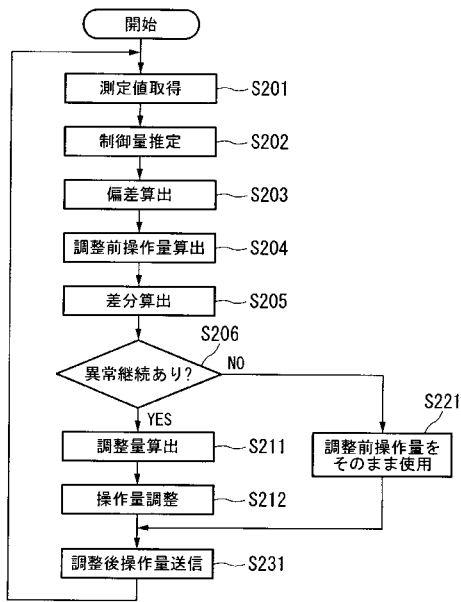 開始
測定値取得
S201
制御量推定
S202
偏差算出
S203
調整前操作量算出
S204
差分算出
S205
S206
異常継続あり?
NO
YES
S221
調整前操作量を
そのまま使用
調整量算出
S211
操作量調整
S212
調整後操作量送信
S231